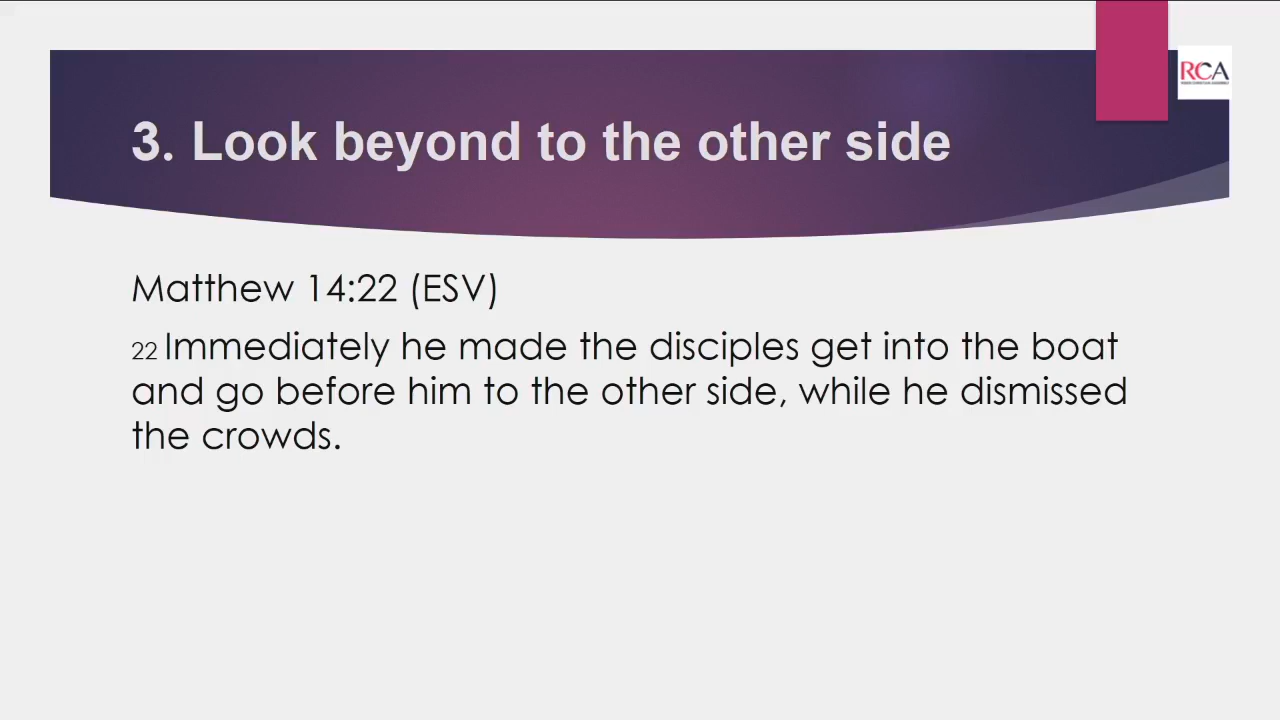 3. Look beyond to the other side
RCA
Matthew 14:22 (ESV)
22 Immediately he made the disciples get into the boat
and go before him to the other side, while he dismissed
the crowds.